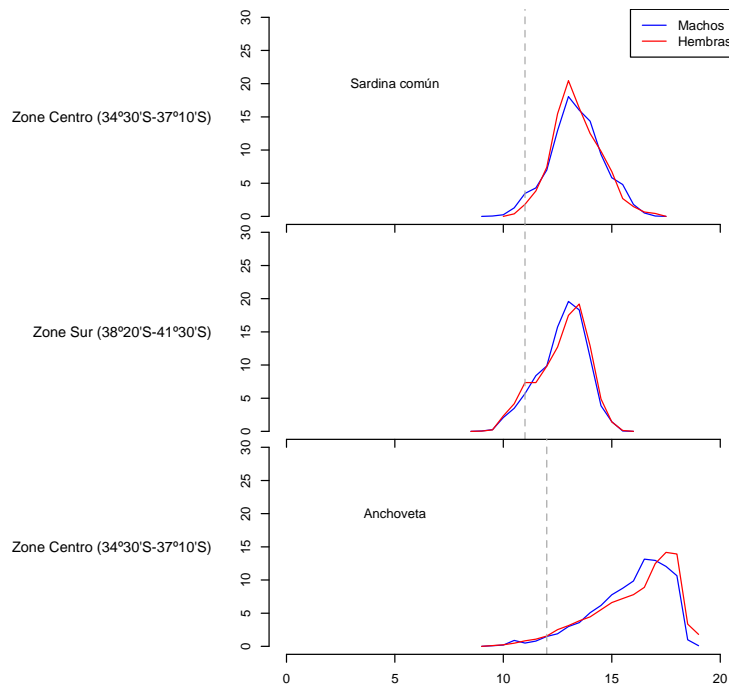 Machos
Hembras
Sardina común
Zone Centro (34º30'S-37º10'S)
0 5 10 15 20 25 30
Zone Sur (38º20'S-41º30'S)
0 5 10 15 20 25 30
Anchoveta
Zone Centro (34º30'S-37º10'S)
0 5 10 15 20 25 30
0 5 10 15 20